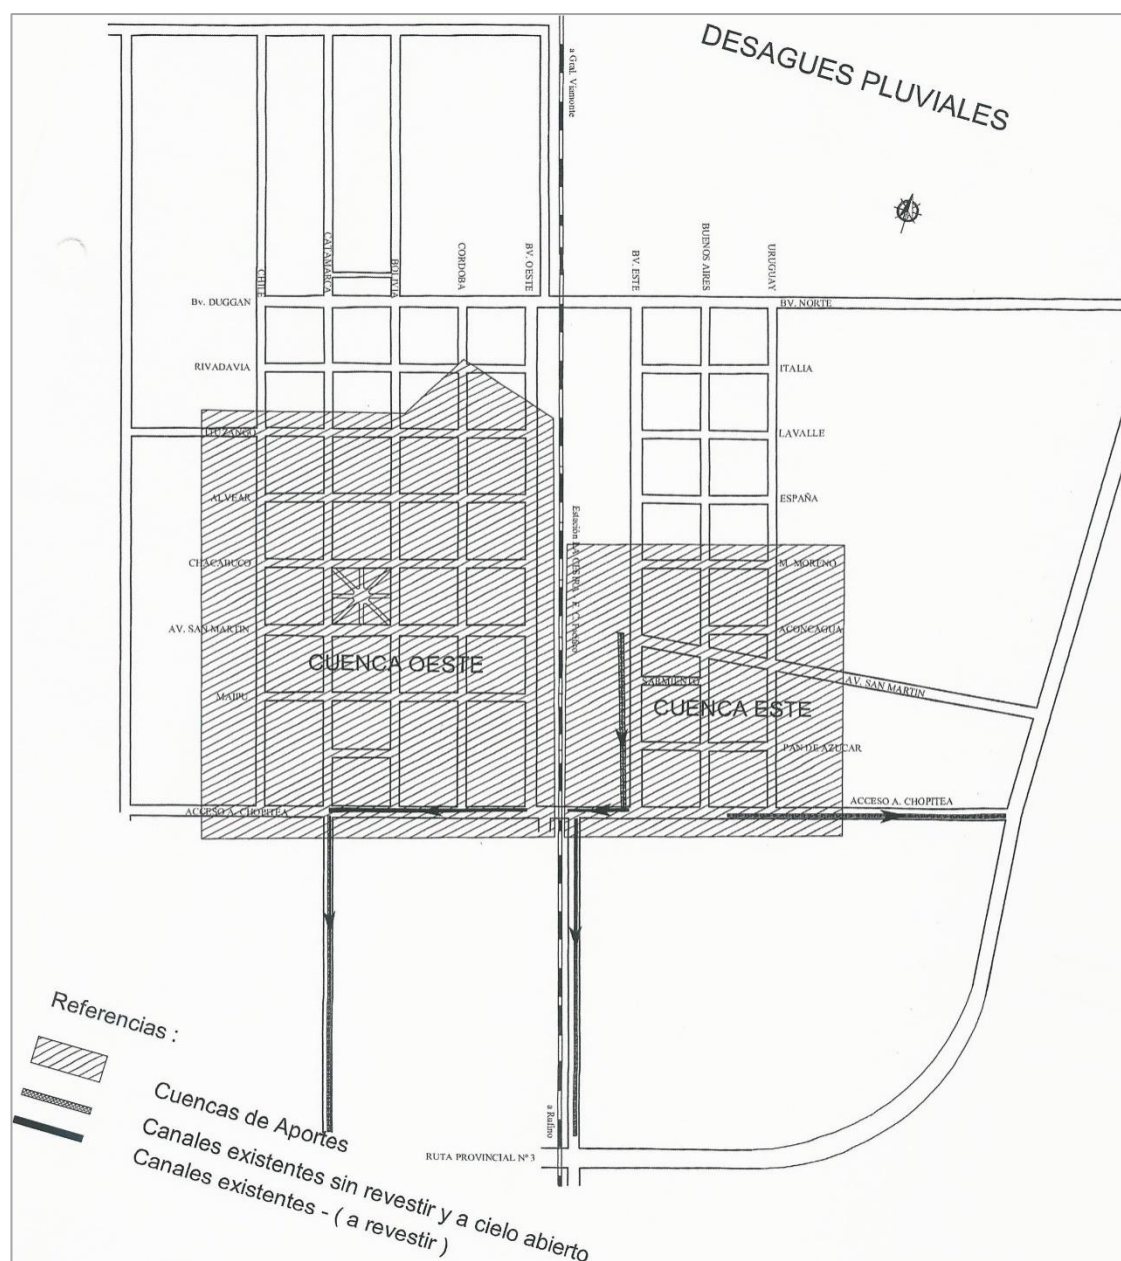 DESAGUES PLUVIALES
a Gral. Viamonte
CHILE
CATAMARCA
BOLIVIA
CORDOBA
BV. OESTE
BV. ESTE
BUENOS AIRES
URUGUAY
Bv. DUGGAN
BV. NORTE
RIVADAVIA
ITALIA
ITUZANGO
LAVALLE
ALVEAR
ESPAÑA
Estación
CHACABUCO
M. MORENO
AV. SAN MARTIN
ACONCAGUA
CUENCA OESTE
SARMIENTO
AV. SAN MARTIN
MAIPU
CUENCA ESTE
PAN DE AZUCAR
ACCESO A. CHOPITEA
ACCESO A. CHOPITEA
Referencias :
Cuencas de Aportes
Canales existentes sin revestir y a cielo abierto
Canales existentes - ( a revestir )
a Rufino
RUTA PROVINCIAL Nº 3